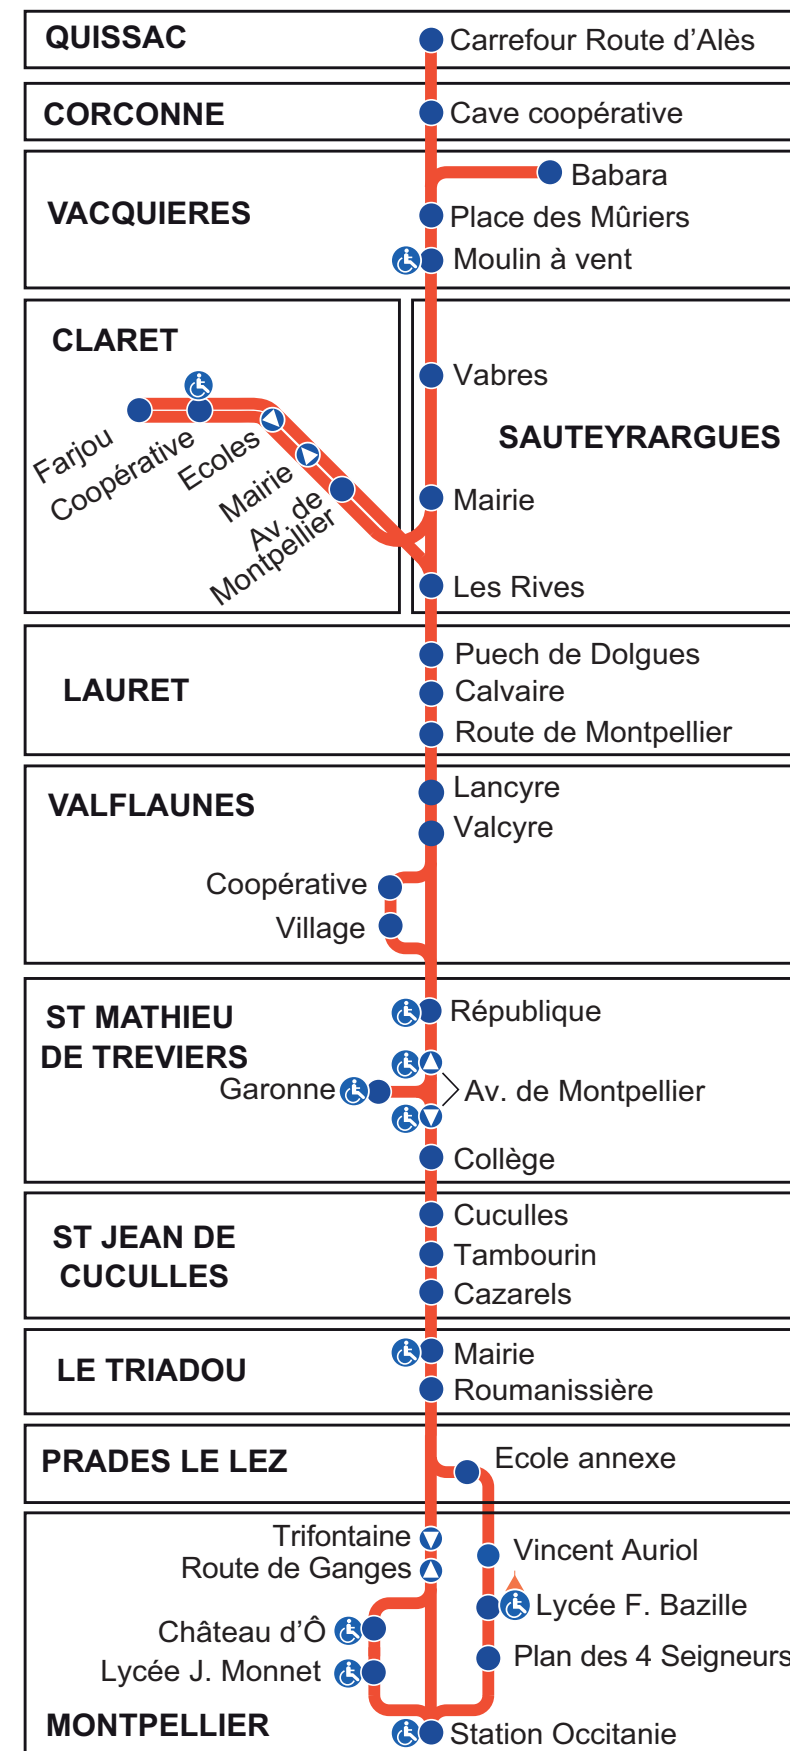 QUISSAC
Carrefour Route d'Alès
CORCONNE
Cave coopérative
VACQUIERES
Babara
Place des Mûriers
Moulin à vent
CLARET
Farjou
Coopérative
Ecoles
Mairie
Av. de
Montpellier
Vabres
SAUTEYRARGUES
Mairie
Les Rives
LAURET
Puech de Dolgues
Calvaire
Route de Montpellier
VALFLAUNES
Lancyre
Valcyre
Coopérative
Village
ST MATHIEU
DE TREVIERS
République
Garonne
Av. de Montpellier
Collège
ST JEAN DE
CUCULLES
Cuculles
Tambourin
Cazarels
LE TRIADOU
Mairie
Roumanissière
PRADES LE LEZ
Ecole annexe
Trifontaine
Route de Ganges
Vincent Auriol
Lycée F. Bazille
Château d'Ô
Lycée J. Monnet
Plan des 4 Seigneurs
MONTPELLIER
Station Occitanie